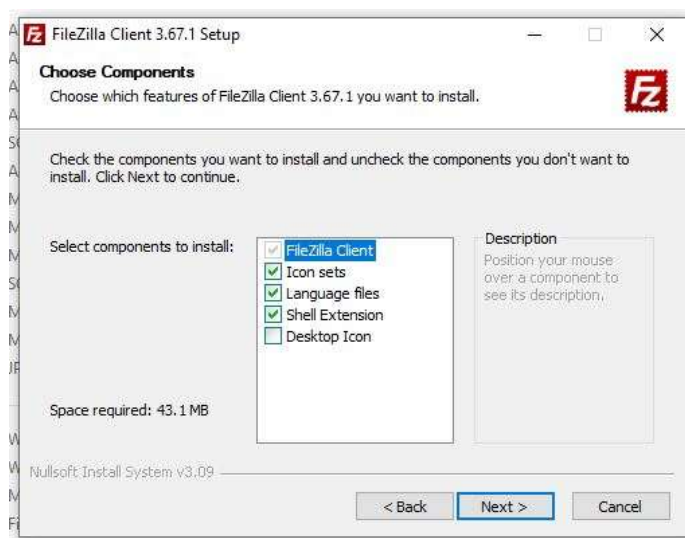 FileZilla Client 3.67.1 Setup
Choose Components
Choose which features of FileZilla Client 3.67.1 you want to install.
Fz
Check the components you want to install and uncheck the components you don't want to
install. Click Next to continue.
Select components to install:
FileZilla Client
Icon sets
Language files
Shell Extension
Desktop Icon
Description
Position your mouse
over a component to
see its description.
Space required: 43.1 MB
Nullsoft Install System v3.09
< Back
Next >
Cancel